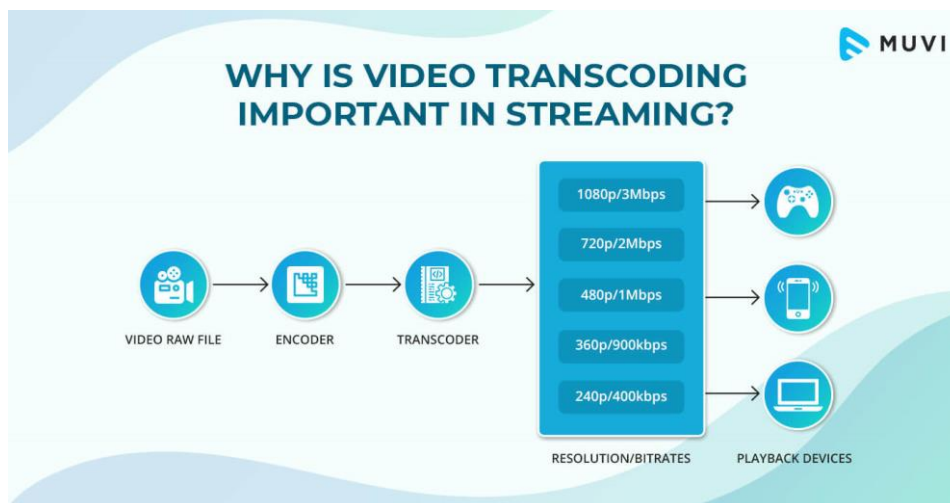 MUVI
WHY IS VIDEO TRANSCODING
IMPORTANT IN STREAMING?
1080p/3Mbps
720p/2Mbps
480p/1Mbps
360p/900kbps
240p/400kbps
VIDEO RAW FILE
ENCODER
TRANSCODER
RESOLUTION/BITRATES
PLAYBACK DEVICES